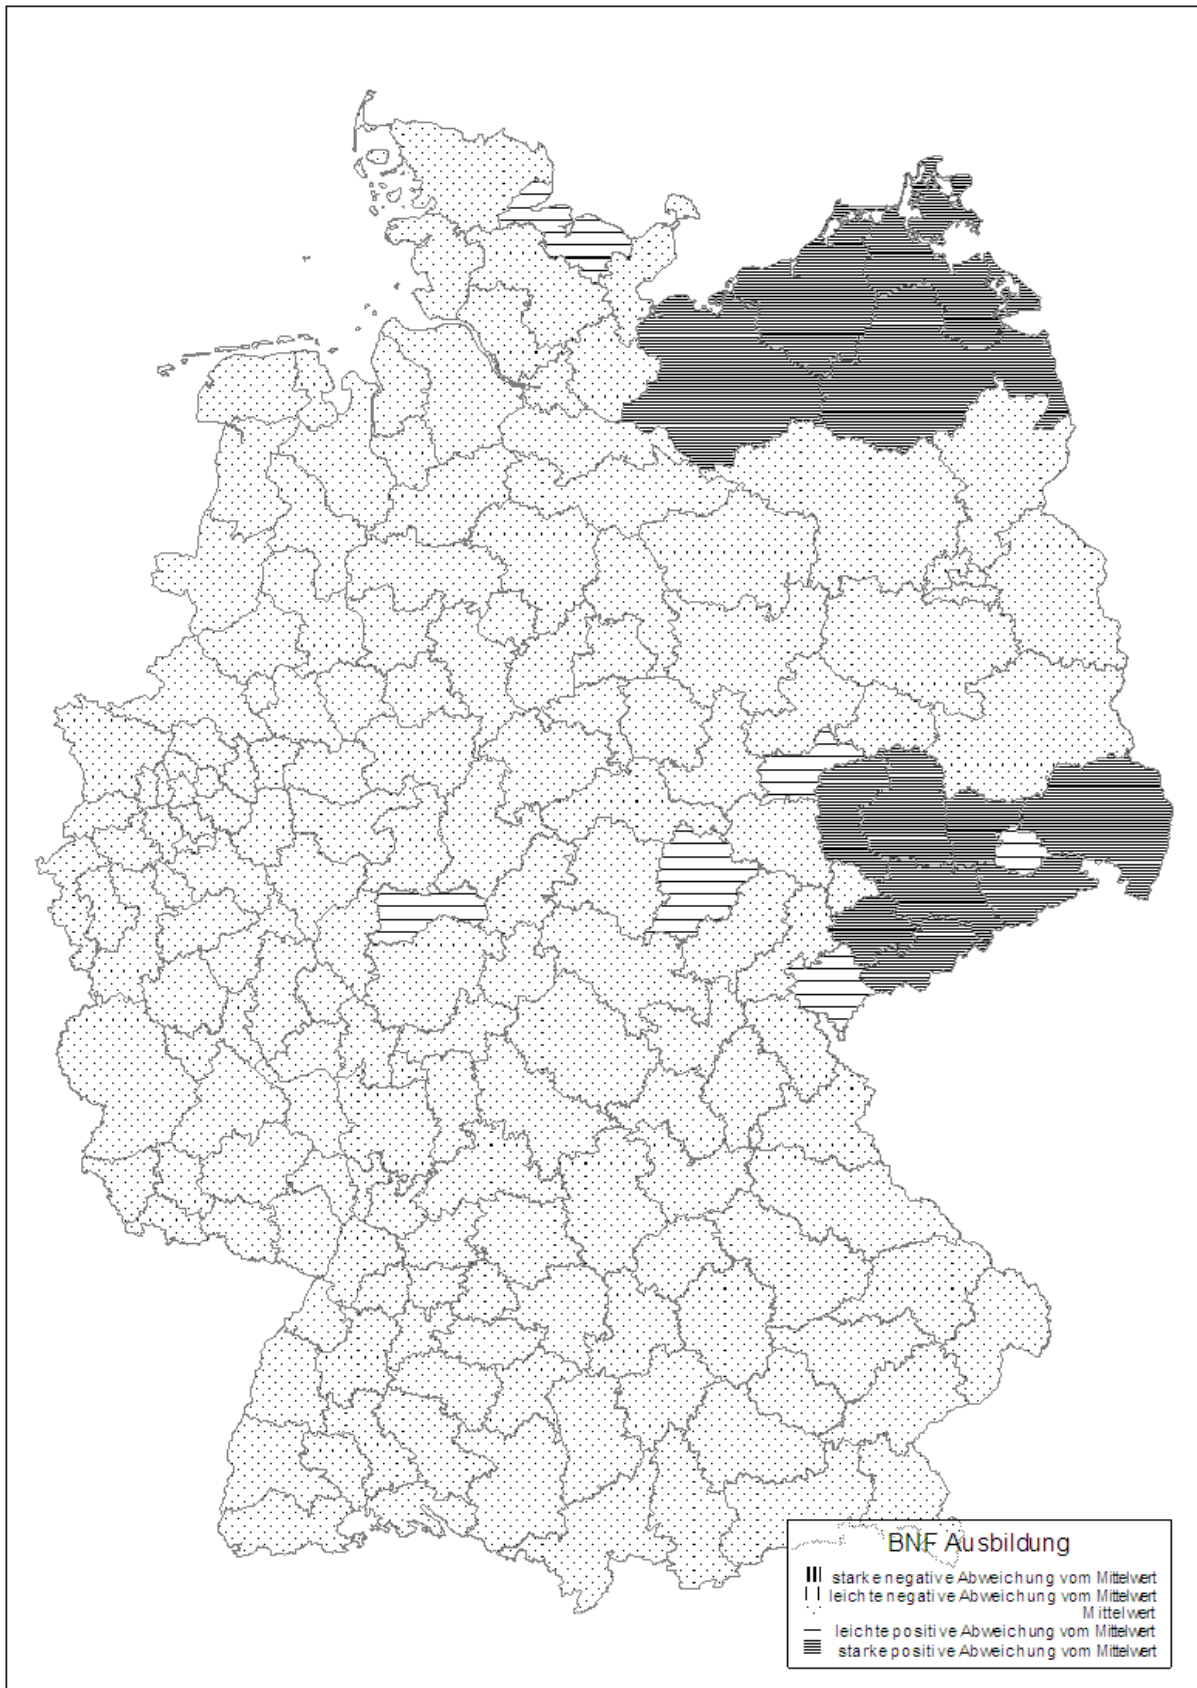 BNF Ausbildung
starke negative Abweichung vom Mittelwert
leichte negative Abweichung vom Mittelwert
Mittelwert
leichte positive Abweichung vom Mittelwert
starke positive Abweichung vom Mittelwert